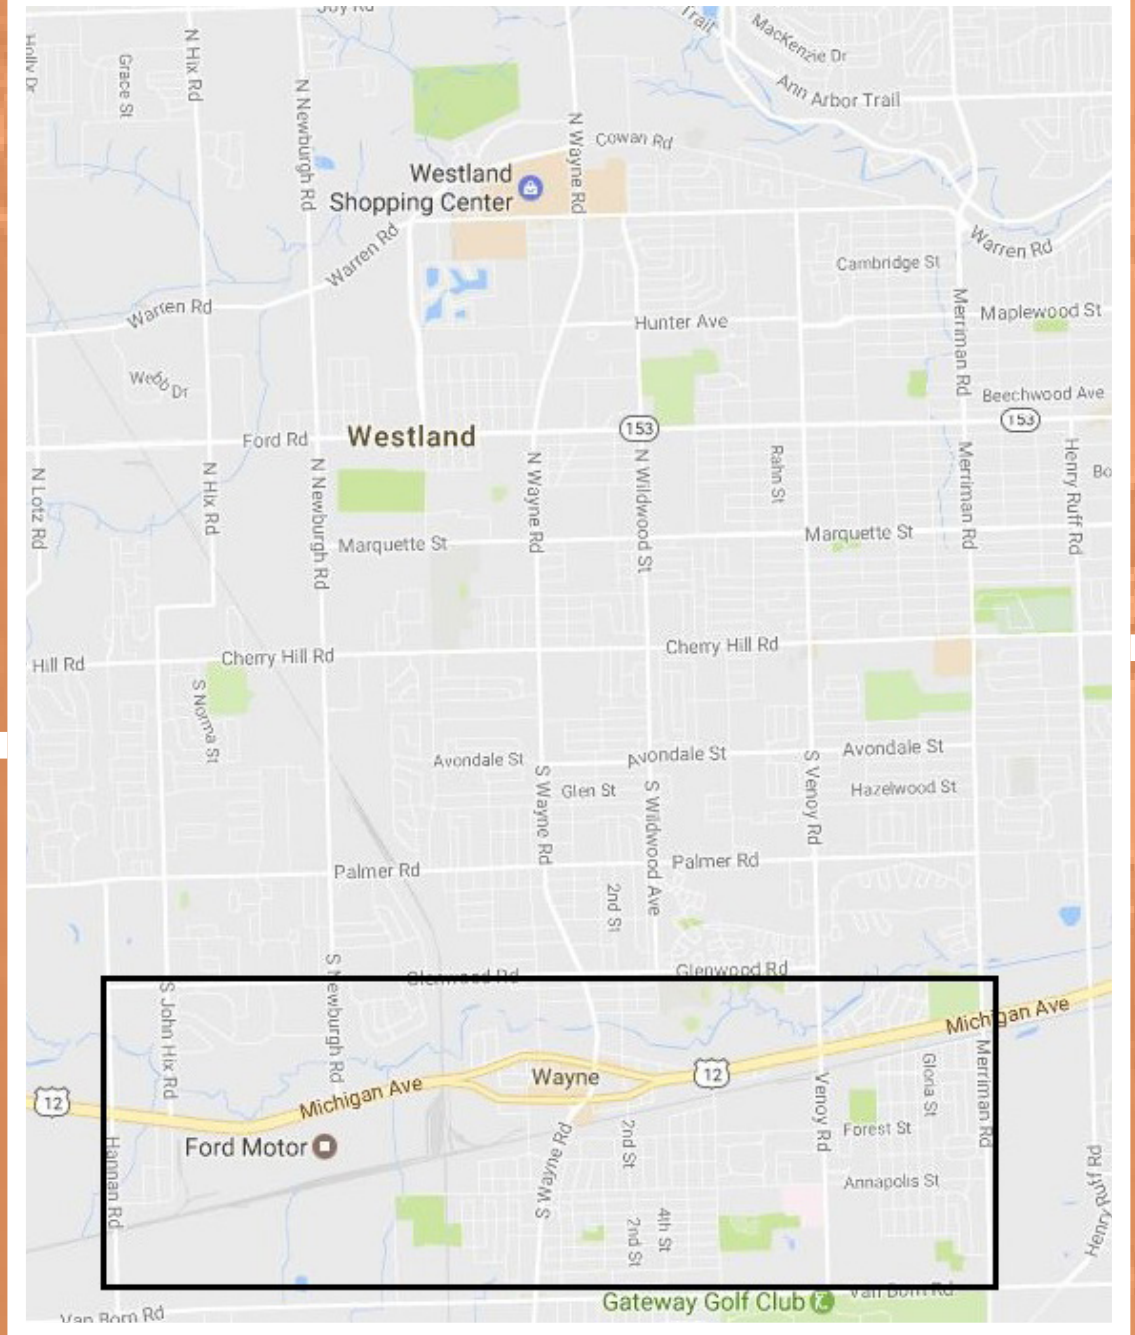 Joy Rd
Trail
MacKenzie Dr
Holly Dr
Grace St
N Hix Rd
N Newburgh Rd
Ann Arbor Trail
N Wayne Rd
Cowan Rd
Westland
Shopping Center
Warren Rd
Warren Rd
Cambridge St
Warren Rd
Merriman Rd
Maplewood St
Hunter Ave
Webb Dr
Beechwood Ave
153
153
Ford Rd
Westland
N Lotz Rd
N Hix Rd
N Newburgh Rd
N Wayne Rd
N Wildwood St
Rahn St
Merriman Rd
Henry Ruff Rd
Bo
Marquette St
Marquette St
Hill Rd
Cherry Hill Rd
Cherry Hill Rd
S Norma St
Avondale St
Avondale St
Avondale St
S Wayne Rd
Glen St
S Wildwood Ave
S Venoy Rd
Hazelwood St
Palmer Rd
Palmer Rd
2nd St
Glenwood Rd
Glenwood Rd
S John Hix Rd
S Newburgh Rd
Michigan Ave
12
Michigan Ave
Wayne
12
Venoy Rd
Gloria St
Merriman Rd
Hannan Rd
Ford Motor
S Wayne Rd
2nd St
Forest St
Annapolis St
Henry Ruff Rd
2nd St
4th St
Van Born Rd
Gateway Golf Club
Van Born Rd